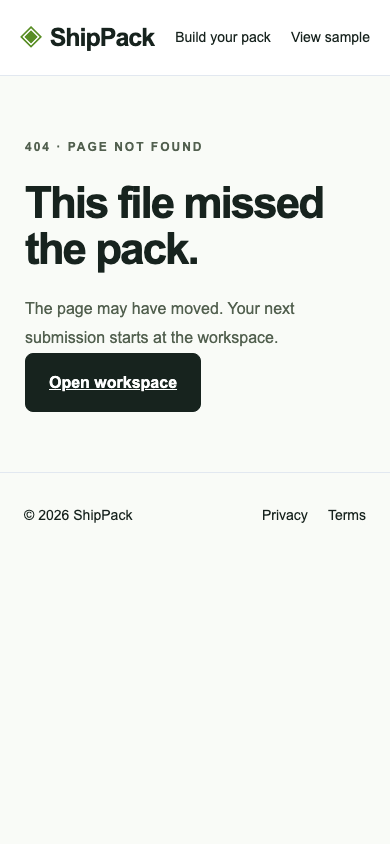 ShipPack Build your pack View sample
404 · PAGE NOT FOUND
This file missed
the pack.
The page may have moved. Your next
submission starts at the workspace.
Open workspace
© 2026 ShipPack Privacy Terms